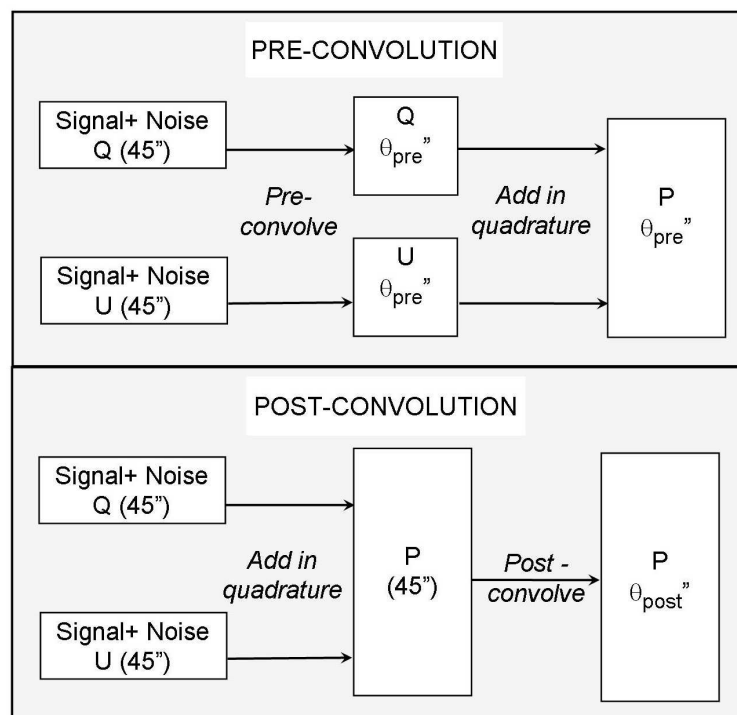 PRE-CONVOLUTION
Signal+ Noise
Q (45”)
Pre-
convolve
Q
θpre”
Add in
quadrature
P
θpre”
Signal+ Noise
U (45”)
U
θpre”
POST-CONVOLUTION
Signal+ Noise
Q (45”)
Add in
quadrature
P
(45”)
Post -
convolve
P
θpost”
Signal+ Noise
U (45”)